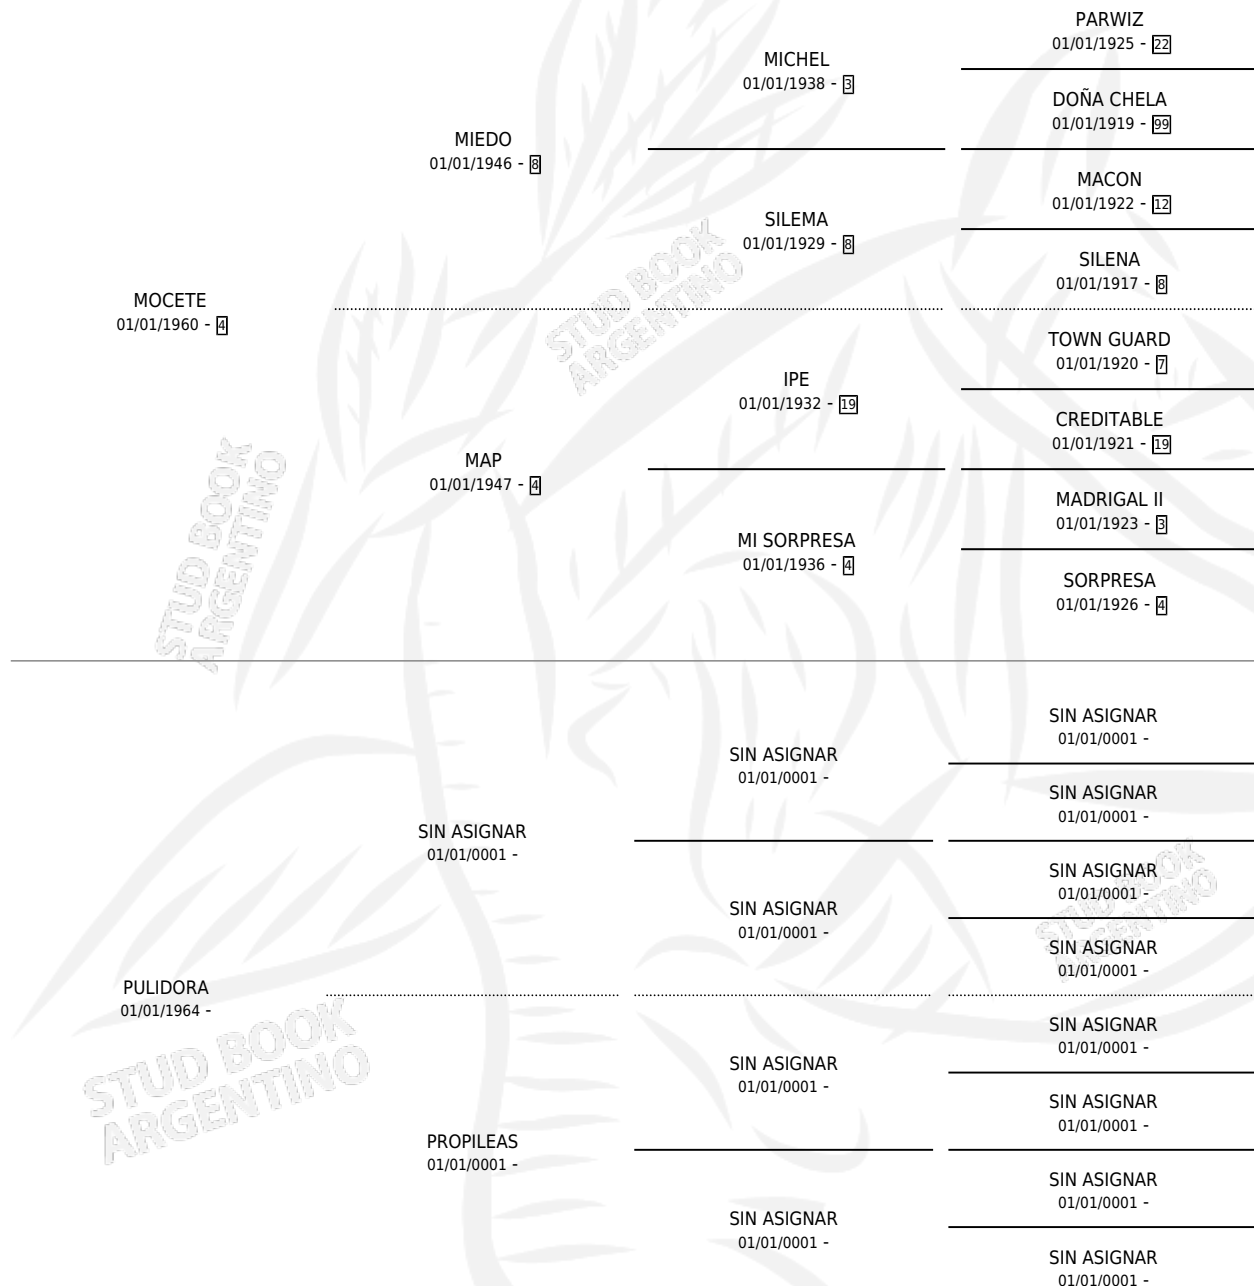 PARWIZ
01/01/1925 - 22
MICHEL
01/01/1938 - 3
DOÑA CHELA
01/01/1919 - 99
MIEDO
01/01/1946 - 8
MACON
01/01/1922 - 12
SILEMA
01/01/1929 - 8
SILENA
01/01/1917 - 8
MOCETE
01/01/1960 - 4
TOWN GUARD
01/01/1920 - 7
IPE
01/01/1932 - 19
CREDITABLE
01/01/1921 - 19
MAP
01/01/1947 - 4
MADRIGAL II
01/01/1923 - 3
MI SORPRESA
01/01/1936 - 4
SORPRESA
01/01/1926 - 4
STUD BOOK
ARGENTINO
STUD BOOK
ARGENTINO
SIN ASIGNAR
01/01/0001 -
SIN ASIGNAR
01/01/0001 -
SIN ASIGNAR
01/01/0001 -
SIN ASIGNAR
01/01/0001 -
SIN ASIGNAR
01/01/0001 -
SIN ASIGNAR
01/01/0001 -
SIN ASIGNAR
01/01/0001 -
PULIDORA
01/01/1964 -
SIN ASIGNAR
01/01/0001 -
SIN ASIGNAR
01/01/0001 -
SIN ASIGNAR
01/01/0001 -
PROPILEAS
01/01/0001 -
SIN ASIGNAR
01/01/0001 -
SIN ASIGNAR
01/01/0001 -
SIN ASIGNAR
01/01/0001 -
STUD BOOK
ARGENTINO
STUD BOOK
ARGENTINO